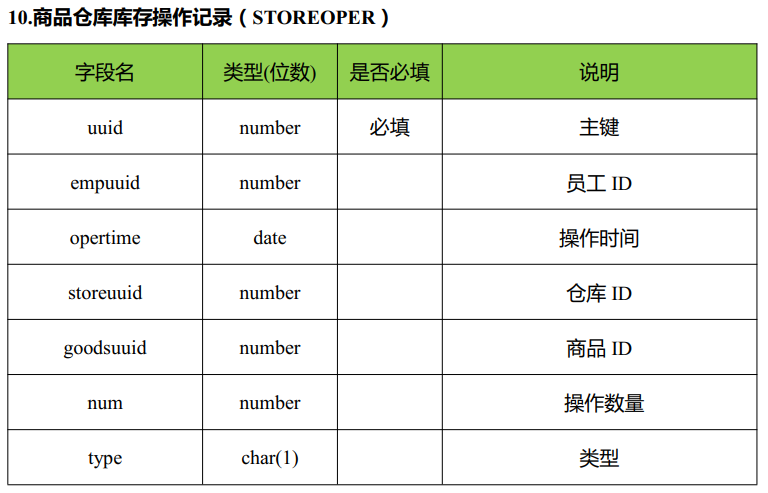 10.商品仓库库存操作记录（STOREOPER）
字段名 类型(位数) 是否必填 说明
uuid number 必填 主键
empuuid number 员工 ID
opertime date 操作时间
storeuuid number 仓库 ID
goodsuuid number 商品 ID
num number 操作数量
type char(1) 类型